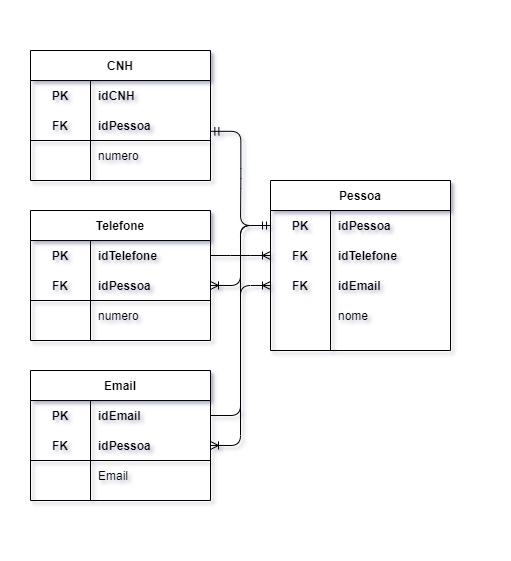 CNH
PK idCNH
FK idPessoa
numero
Telefone
PK idTelefone
FK idPessoa
numero
Email
PK idEmail
FK idPessoa
Email
Pessoa
PK idPessoa
FK idTelefone
FK idEmail
nome